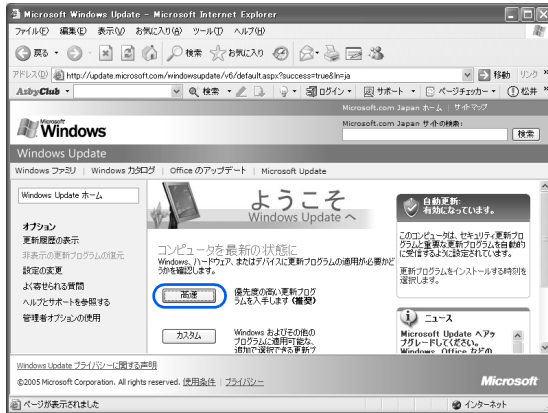 Microsoft Windows Update - Microsoft Internet Explorer
ファイル(F) 編集(E) 表示(V) お気に入り(A) ツール(T) ヘルプ(H)
戻る 検索 お気に入り
アドレス(D) http://update.microsoft.com/windowsupdate/v6/default.aspx?success=true&ln=ja 移動 リンク »
AzbyClub 検索 ログイン サポート ページチェッカー 松井 »
Microsoft.com Japan ホーム | サイトマップ
Microsoft Windows
Microsoft.com Japan サイトの検索:
検索
Windows Update
Windows ファミリ | Windows カタログ | Office のアップデート | Microsoft Update
Windows Update ホーム
オプション
更新履歴の表示
非表示の更新プログラムの復元
設定の変更
よく寄せられる質問
ヘルプとサポートを参照する
管理者オプションの使用
ようこそ
Windows Update へ
コンピュータを最新の状態に
Windows、ハードウェア、またはデバイスに更新プログラムの適用が必要かど
うかを確認します。
高速
優先度の高い更新プログ
ラムを入手します (推奨)
カスタム
Windows およびその他の
プログラムに適用可能な、
追加で選択できる更新プ
自動更新:
有効になっています。
このコンピュータは、セキュリティ更新プロ
グラムと重要な更新プログラムを自動的
に受信するように設定されています。
更新プログラムをインストールする時刻を
選択します。
ニュース
Microsoft Update へアッ
プグレードしてください。
Windows、Office などの
Windows Update プライバシーに関する声明
©2005 Microsoft Corporation. All rights reserved. 使用条件 | プライバシー
Microsoft
ページが表示されました
インターネット